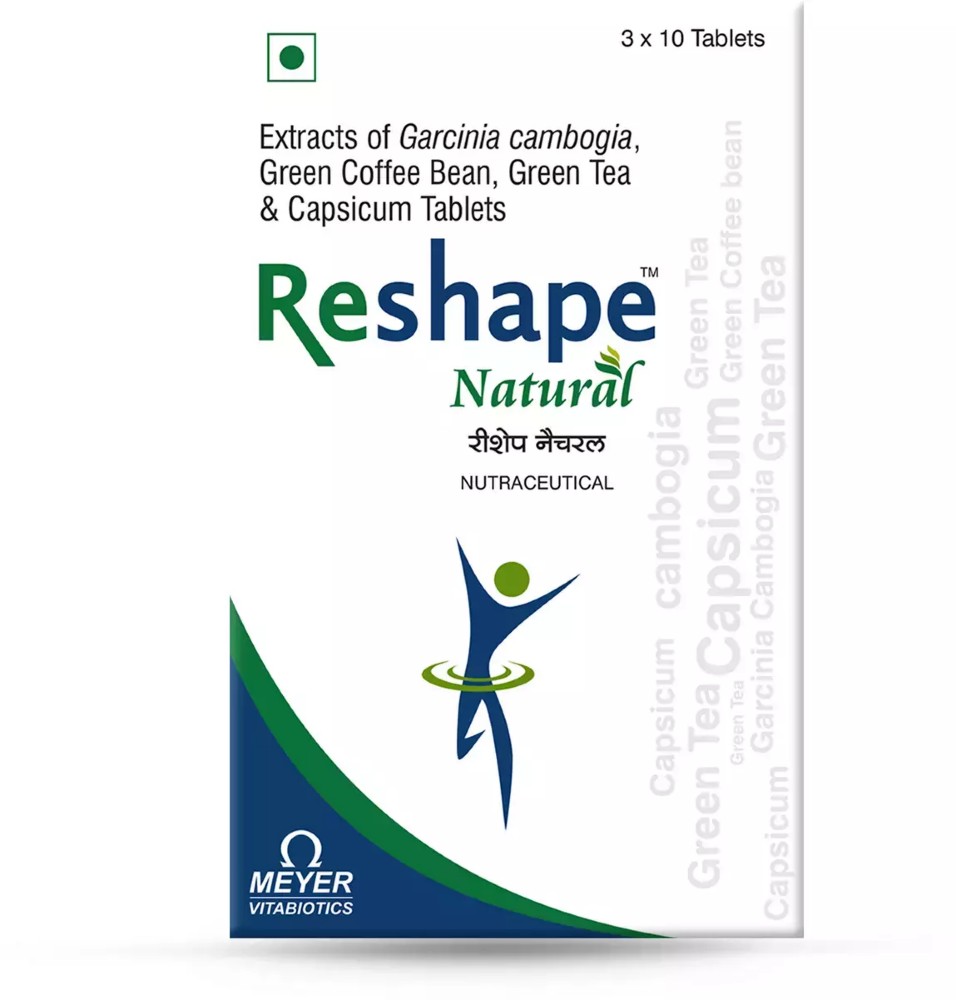 3 x 10 Tablets
Extracts of Garcinia cambogia,
Green Coffee Bean, Green Tea
& Capsicum Tablets
Reshape™
Natural
रीशेप नैचरल
NUTRACEUTICAL
Capsicum cambogia
Green Tea Capsicum Green Tea
Green Tea Green Coffee bean
Garcinia Cambogia Green Tea
Capsicum
MEYER
VITABIOTICS